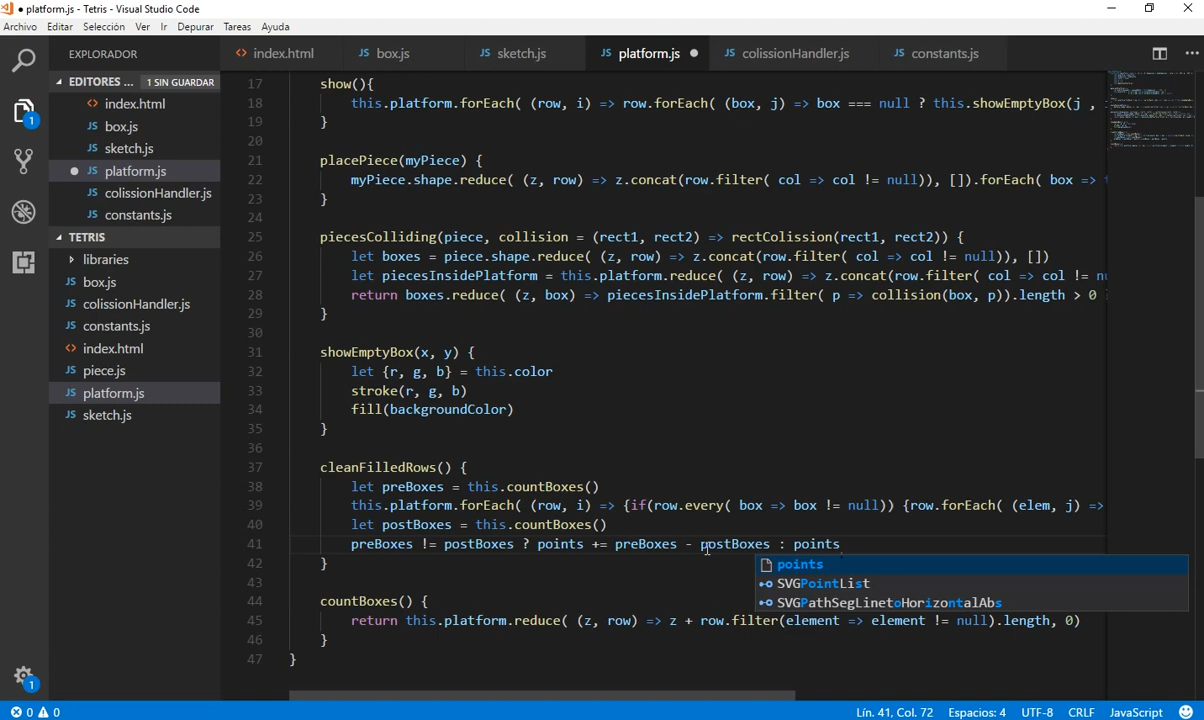 platform.js - Tetris - Visual Studio Code
Archivo Editar Selección Ver Ir Depurar Tareas Ayuda
EXPLORADOR
index.html box.js sketch.js platform.js colissionHandler.js constants.js
EDITORES ... 1 SIN GUARDAR
index.html
box.js
sketch.js
platform.js
colissionHandler.js
constants.js
TETRIS
libraries
box.js
colissionHandler.js
constants.js
index.html
piece.js
platform.js
sketch.js
1
1
17 show(){
18 this.platform.forEach( (row, i) => row.forEach( (box, j) => box === null ? this.showEmptyBox(j ,
19 }
20
21 placePiece(myPiece) {
22 myPiece.shape.reduce( (z, row) => z.concat(row.filter( col => col != null)), []).forEach( box =>
23 }
24
25 piecesColliding(piece, collision = (rect1, rect2) => rectColission(rect1, rect2)) {
26 let boxes = piece.shape.reduce( (z, row) => z.concat(row.filter( col => col != null)), [])
27 let piecesInsidePlatform = this.platform.reduce( (z, row) => z.concat(row.filter( col => col != nu
28 return boxes.reduce( (z, box) => piecesInsidePlatform.filter( p => collision(box, p)).length > 0 ?
29 }
30
31 showEmptyBox(x, y) {
32 let {r, g, b} = this.color
33 stroke(r, g, b)
34 fill(backgroundColor)
35 }
36
37 cleanFilledRows() {
38 let preBoxes = this.countBoxes()
39 this.platform.forEach( (row, i) => {if(row.every( box => box != null)) {row.forEach( (elem, j) =>
40 let postBoxes = this.countBoxes()
41 preBoxes != postBoxes ? points += preBoxes - postBoxes : points
42 }
points
SVGPointList
SVGPathSegLinetoHorizontalAbs
43
44 countBoxes() {
45 return this.platform.reduce( (z, row) => z + row.filter(element => element != null).length, 0)
46 }
47 }
0 0 Lín. 41, Col. 72 Espacios: 4 UTF-8 CRLF JavaScript